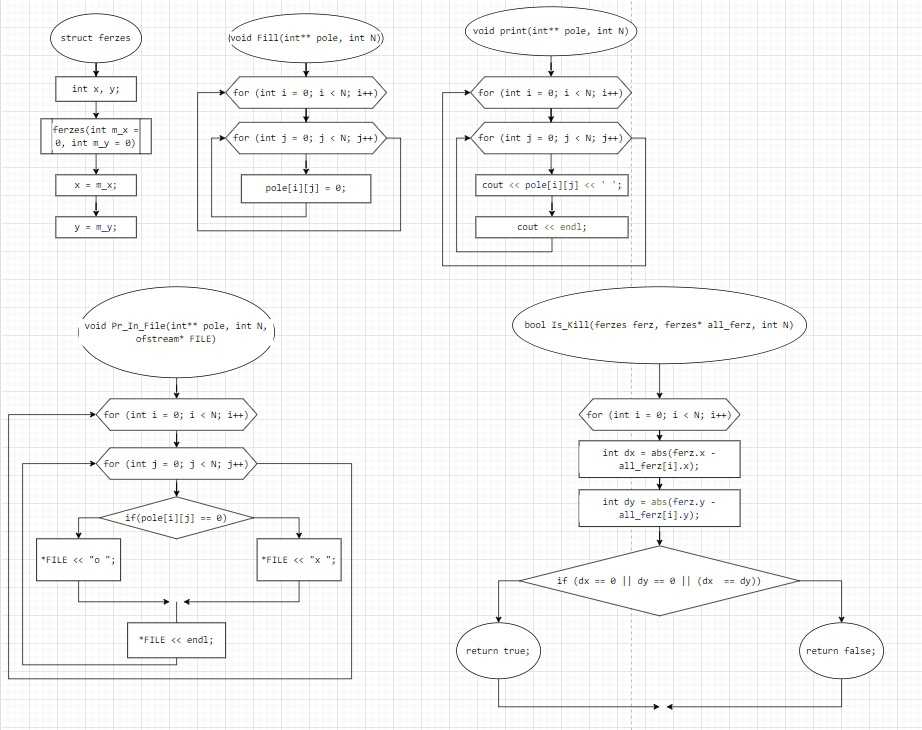 struct ferzes
int x, y;
ferzes(int m_x =
0, int m_y = 0)
x = m_x;
y = m_y;
void Fill(int** pole, int N)
for (int i = 0; i < N; i++)
for (int j = 0; j < N; j++)
pole[i][j] = 0;
void print(int** pole, int N)
for (int i = 0; i < N; i++)
for (int j = 0; j < N; j++)
cout << pole[i][j] << ' ';
cout << endl;
void Pr_In_File(int** pole, int N,
ofstream* FILE)
for (int i = 0; i < N; i++)
for (int j = 0; j < N; j++)
if(pole[i][j] == 0)
*FILE << "o ";
*FILE << "x ";
*FILE << endl;
bool Is_Kill(ferzes ferz, ferzes* all_ferz, int N)
for (int i = 0; i < N; i++)
int dx = abs(ferz.x -
all_ferz[i].x);
int dy = abs(ferz.y -
all_ferz[i].y);
if (dx == 0 || dy == 0 || (dx  == dy))
return true;
return false;